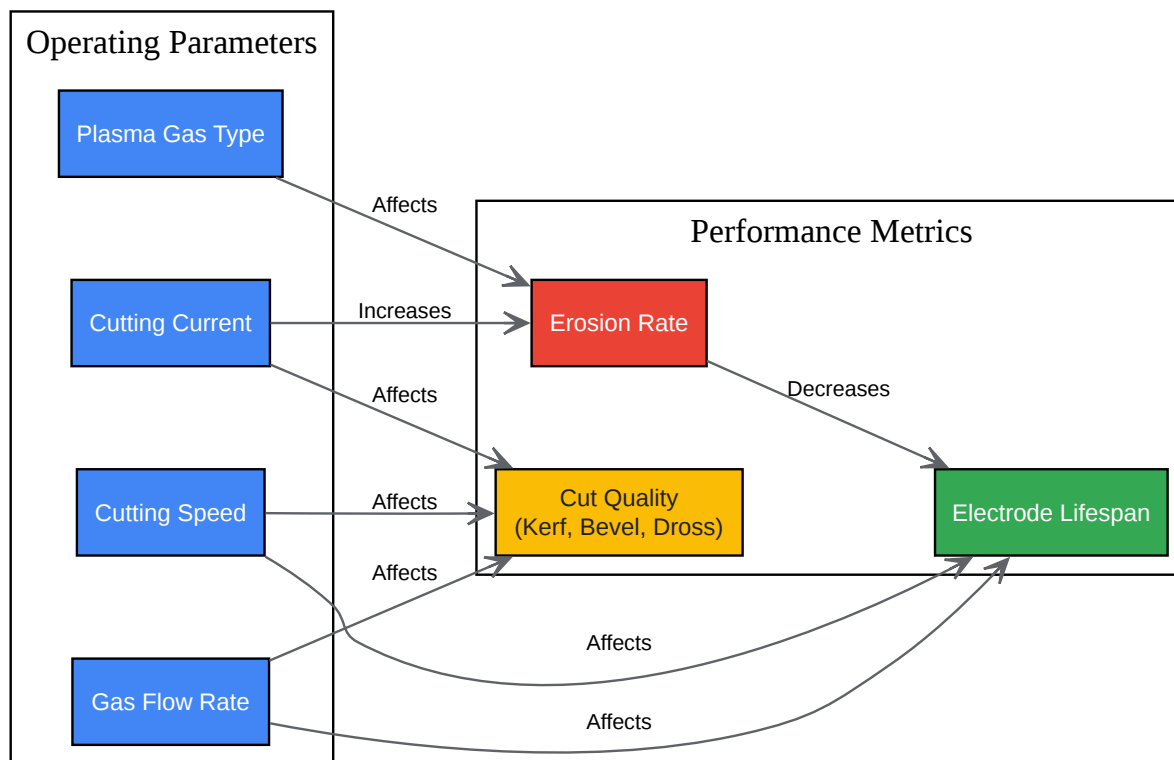 Operating Parameters
Plasma Gas Type
Affects
Performance Metrics
Cutting Current
Increases
Erosion Rate
Affects
Decreases
Cutting Speed
Affects
Cut Quality
(Kerf, Bevel, Dross)
Electrode Lifespan
Affects
Affects
Gas Flow Rate
Affects